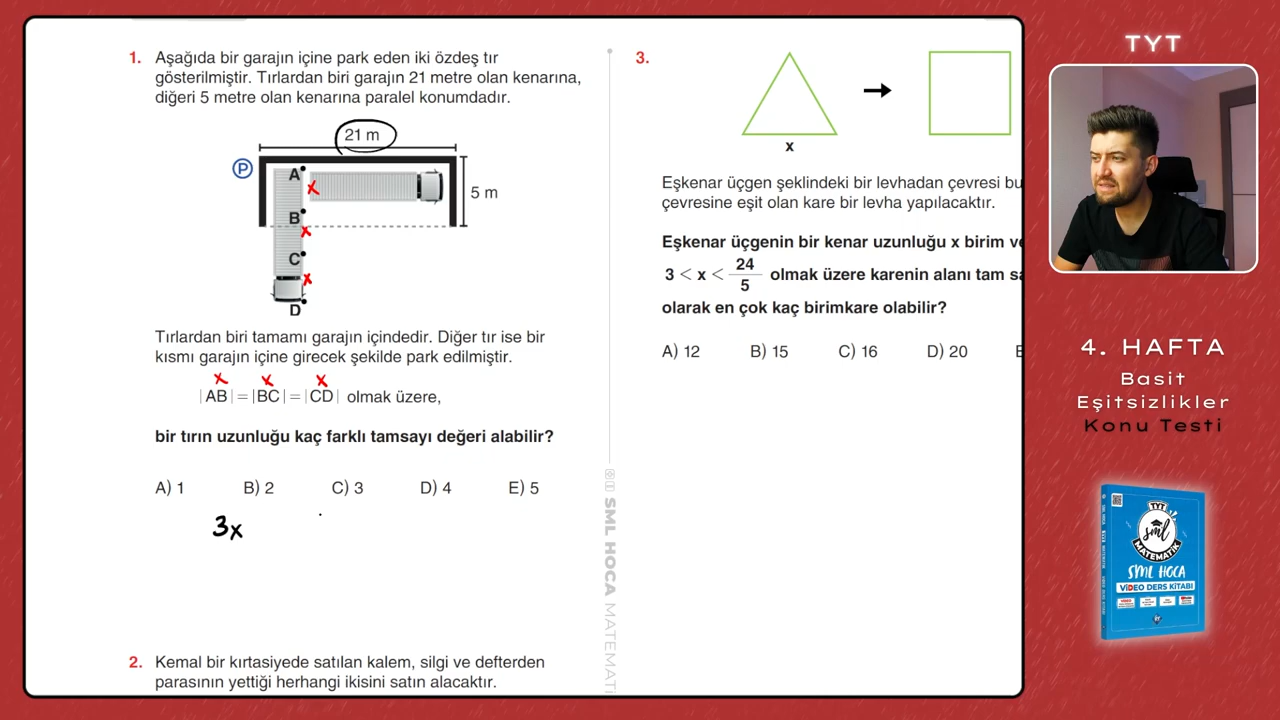 1. Aşağıda bir garajın içine park eden iki özdeş tır
gösterilmiştir. Tırlardan biri garajın 21 metre olan kenarına,
diğeri 5 metre olan kenarına paralel konumdadır.
21 m
P
A
x
5 m
B
x
C
x
D
Tırlardan biri tamamı garajın içindedir. Diğer tır ise bir
kısmı garajın içine girecek şekilde park edilmiştir.
x x x
|AB| = |BC| = |CD| olmak üzere,
bir tırın uzunluğu kaç farklı tamsayı değeri alabilir?
A) 1 B) 2 C) 3 D) 4 E) 5
3x
2. Kemal bir kırtasiyede satılan kalem, silgi ve defterden
parasının yettiği herhangi ikisini satın alacaktır.
SML HOCA MATEMATİ
3.
x
Eşkenar üçgen şeklindeki bir levhadan çevresi bu
çevresine eşit olan kare bir levha yapılacaktır.
Eşkenar üçgenin bir kenar uzunluğu x birim ve
3 < x < 24/5 olmak üzere karenin alanı tam sa
olarak en çok kaç birimkare olabilir?
A) 12 B) 15 C) 16 D) 20 E
TYT
4. HAFTA
Basit
Eşitsizlikler
Konu Testi
TYT
sml
MATEMATİK
SML HOCA
VİDEO DERS KİTABI